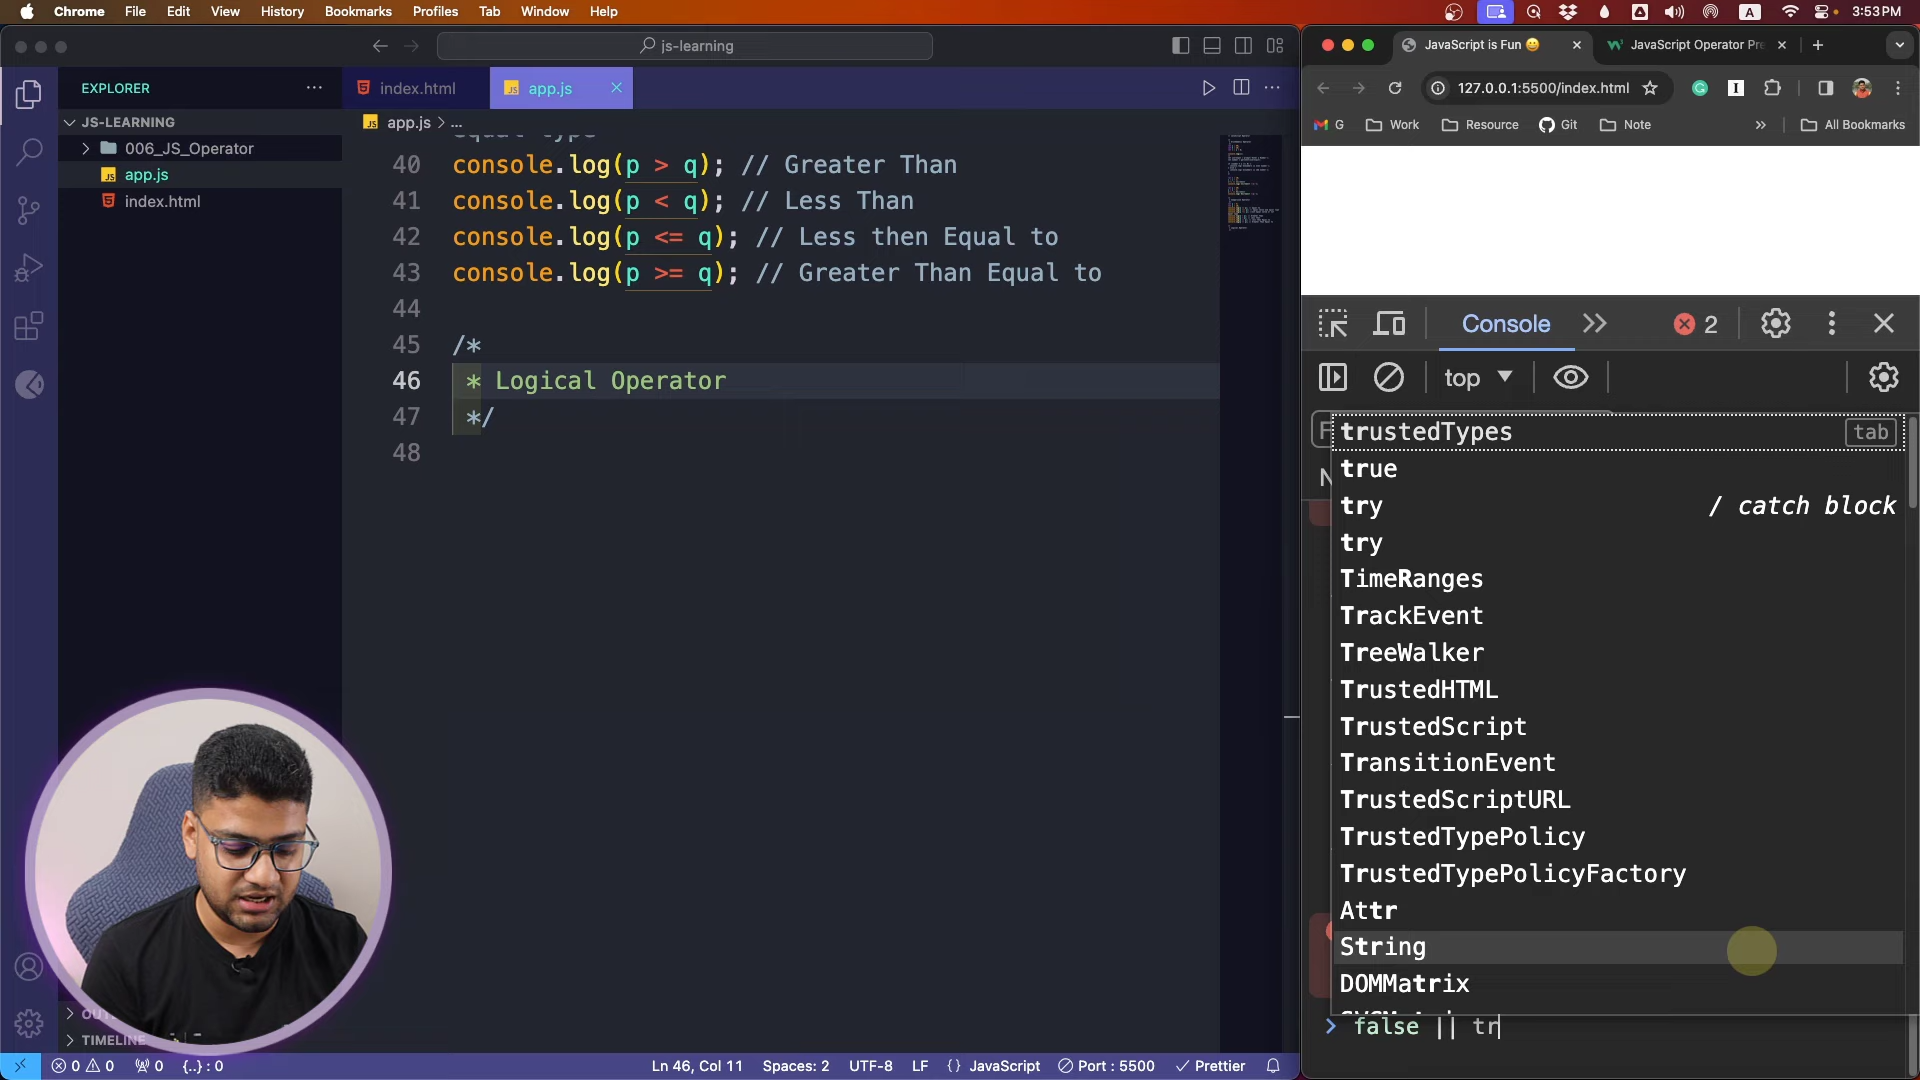 Chrome File Edit View History Bookmarks Profiles Tab Window Help
A
3:53 PM
js-learning
JavaScript is Fun 😀
JavaScript Operator Pre
EXPLORER
index.html
app.js
127.0.0.1:5500/index.html
JS-LEARNING
app.js > ...
G Work Resource Git Note » All Bookmarks
006_JS_Operator
app.js
index.html
equal type
40 console.log(p > q); // Greater Than
41 console.log(p < q); // Less Than
42 console.log(p <= q); // Less then Equal to
43 console.log(p >= q); // Greater Than Equal to
44
45 /*
46 * Logical Operator
47 */
48
Console
2
top
trustedTypes tab
true
try / catch block
try
TimeRanges
TrackEvent
TreeWalker
TrustedHTML
TrustedScript
TransitionEvent
TrustedScriptURL
TrustedTypePolicy
TrustedTypePolicyFactory
Attr
String
DOMMatrix
> false || tr
TIMELINE
0 0 0 {..} : 0
Ln 46, Col 11 Spaces: 2 UTF-8 LF {} JavaScript Port : 5500 Prettier